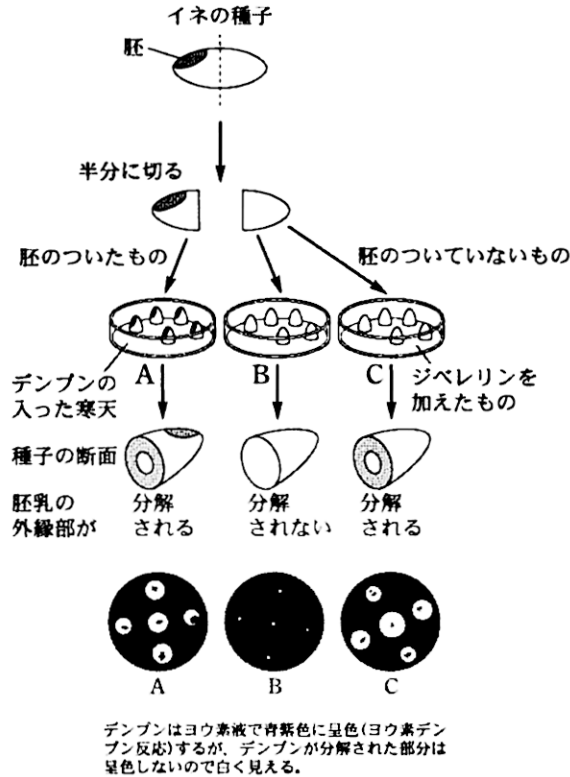 イネの種子
胚
半分に切る
胚のついたもの
胚のついていないもの
A
B
C
デンプンの
入った寒天
ジベレリンを
加えたもの
種子の断面
胚乳の
外縁部が
分解
される
分解
されない
分解
される
A
B
C
デンプンはヨウ素液で青紫色に呈色(ヨウ素デン
プン反応)するが、デンプンが分解された部分は
呈色しないので白く見える。